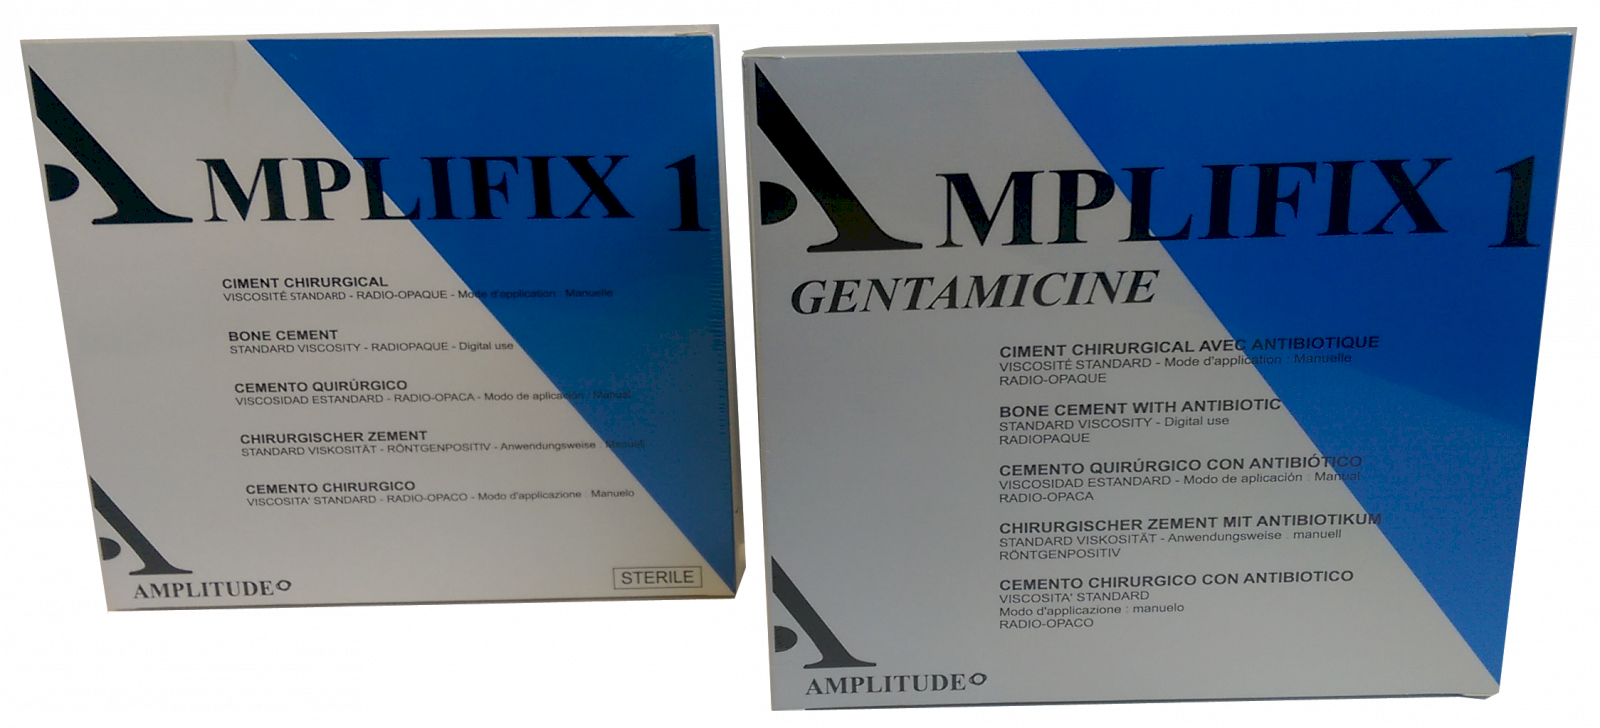 AMPLIFIX 1
CIMENT CHIRURGICAL
VISCOSITÉ STANDARD - RADIO-OPAQUE - Mode d'application : Manuelle
BONE CEMENT
STANDARD VISCOSITY - RADIOPAQUE - Digital use
CEMENTO QUIRÚRGICO
VISCOSIDAD ESTANDARD - RADIO-OPACA - Modo de aplicación : Manual
CHIRURGISCHER ZEMENT
STANDARD VISKOSITÄT - RÖNTGENPOSITIV - Anwendungsweise : Manuell
CEMENTO CHIRURGICO
VISCOSITA' STANDARD - RADIO-OPACO - Modo d'applicazione : Manuelo
STERILE
AMPLITUDE
AMPLIFIX 1
GENTAMICINE
CIMENT CHIRURGICAL AVEC ANTIBIOTIQUE
VISCOSITÉ STANDARD - Mode d'application : Manuelle
RADIO-OPAQUE
BONE CEMENT WITH ANTIBIOTIC
STANDARD VISCOSITY - Digital use
RADIOPAQUE
CEMENTO QUIRÚRGICO CON ANTIBIÓTICO
VISCOSIDAD ESTANDARD - Modo de aplicación : Manual
RADIO-OPACA
CHIRURGISCHER ZEMENT MIT ANTIBIOTIKUM
STANDARD VISKOSITÄT - Anwendungsweise : manuell
RÖNTGENPOSITIV
CEMENTO CHIRURGICO CON ANTIBIOTICO
VISCOSITA' STANDARD
Modo d'applicazione : manuelo
RADIO-OPACO
AMPLITUDE